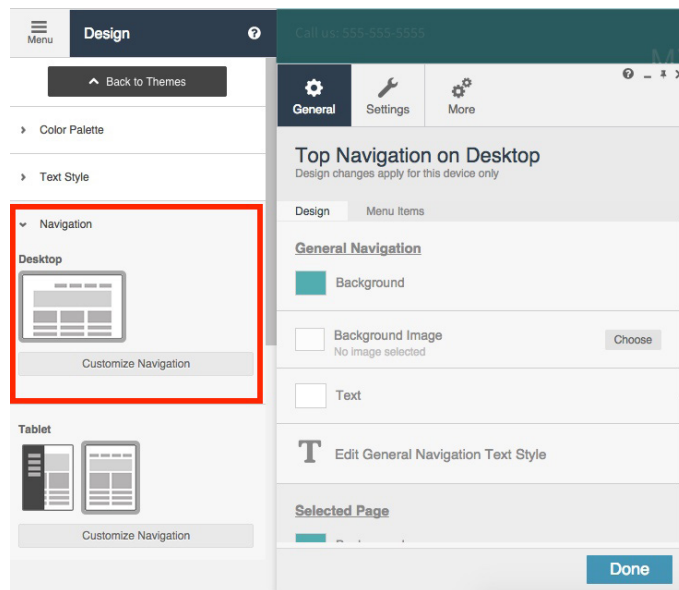 Menu
Design
Back to Themes
Color Palette
Text Style
Navigation
Desktop
Customize Navigation
Tablet
Customize Navigation
Call us: 555-555-5555
General
Settings
More
Top Navigation on Desktop
Design changes apply for this device only
Design
Menu Items
General Navigation
Background
Background Image
No image selected
Choose
Text
T Edit General Navigation Text Style
Selected Page
Done